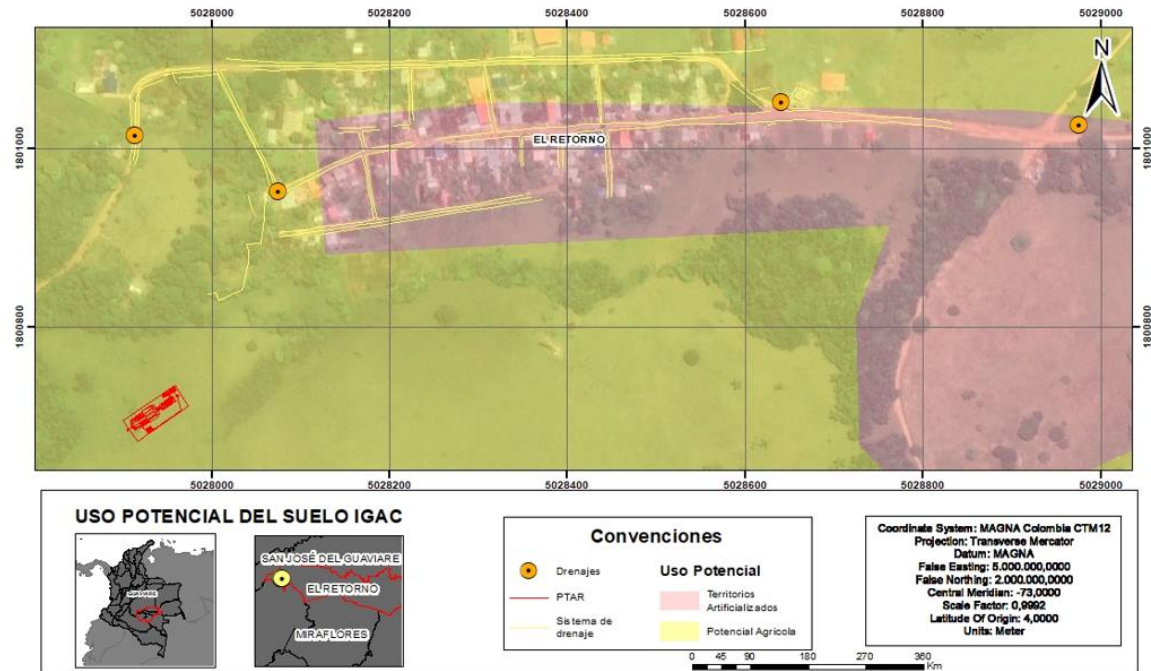 5028000 5028200 5028400 5028600 5028800 5029000
N
1801000 1801000
EL RETORNO
1800800 1800800
5028000 5028200 5028400 5028600 5028800 5029000
USO POTENCIAL DEL SUELO IGAC
GUAVIARE
SAN JOSÉ DEL GUAVIARE
EL RETORNO
MIRAFLORES
Convenciones
Drenajes
PTAR
Sistema de
drenaje
Uso Potencial
Territorios
Artificializados
Potencial Agricola
Coordinate System: MAGNA Colombia CTM12
Projection: Transverse Mercator
Datum: MAGNA
False Easting: 5.000.000,0000
False Northing: 2.000.000,0000
Central Meridian: -73,0000
Scale Factor: 0,9992
Latitude Of Origin: 4,0000
Units: Meter
0 45 90 180 270 360
Km